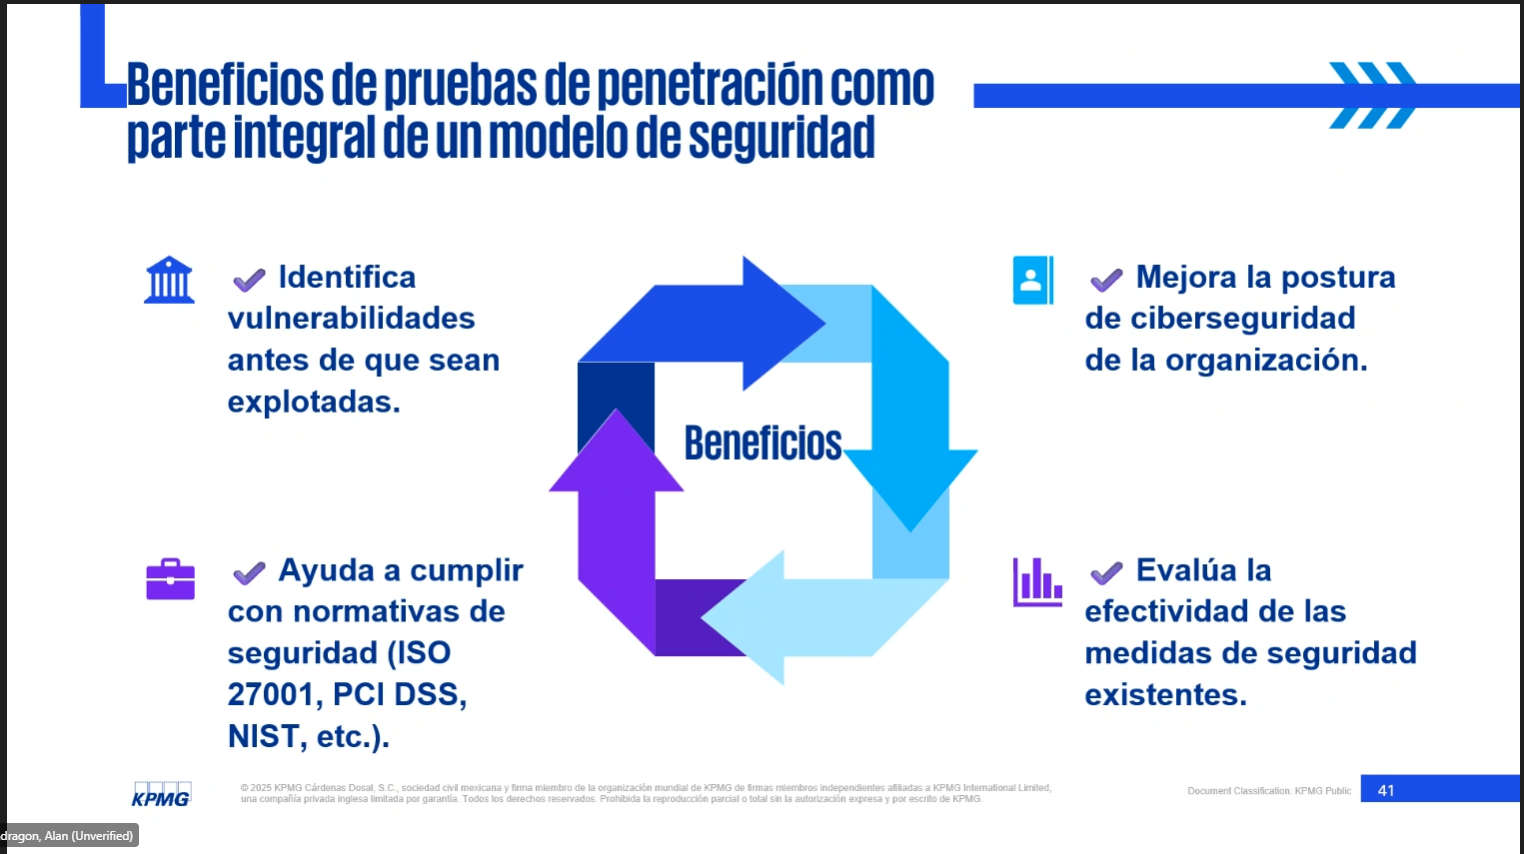 Beneficios de pruebas de penetración como
parte integral de un modelo de seguridad
✔ Identifica
vulnerabilidades
antes de que sean
explotadas.
✔ Mejora la postura
de ciberseguridad
de la organización.
Beneficios
✔ Ayuda a cumplir
con normativas de
seguridad (ISO
27001, PCI DSS,
NIST, etc.).
✔ Evalúa la
efectividad de las
medidas de seguridad
existentes.
KPMG
© 2025 KPMG Cárdenas Dosal, S.C., sociedad civil mexicana y firma miembro de la organización mundial de KPMG de firmas miembros independientes afiliadas a KPMG International Limited,
una compañía privada inglesa limitada por garantía. Todos los derechos reservados. Prohibida la reproducción parcial o total sin la autorización expresa y por escrito de KPMG.
Document Classification: KPMG Public
41
dragon, Alan (Unverified)